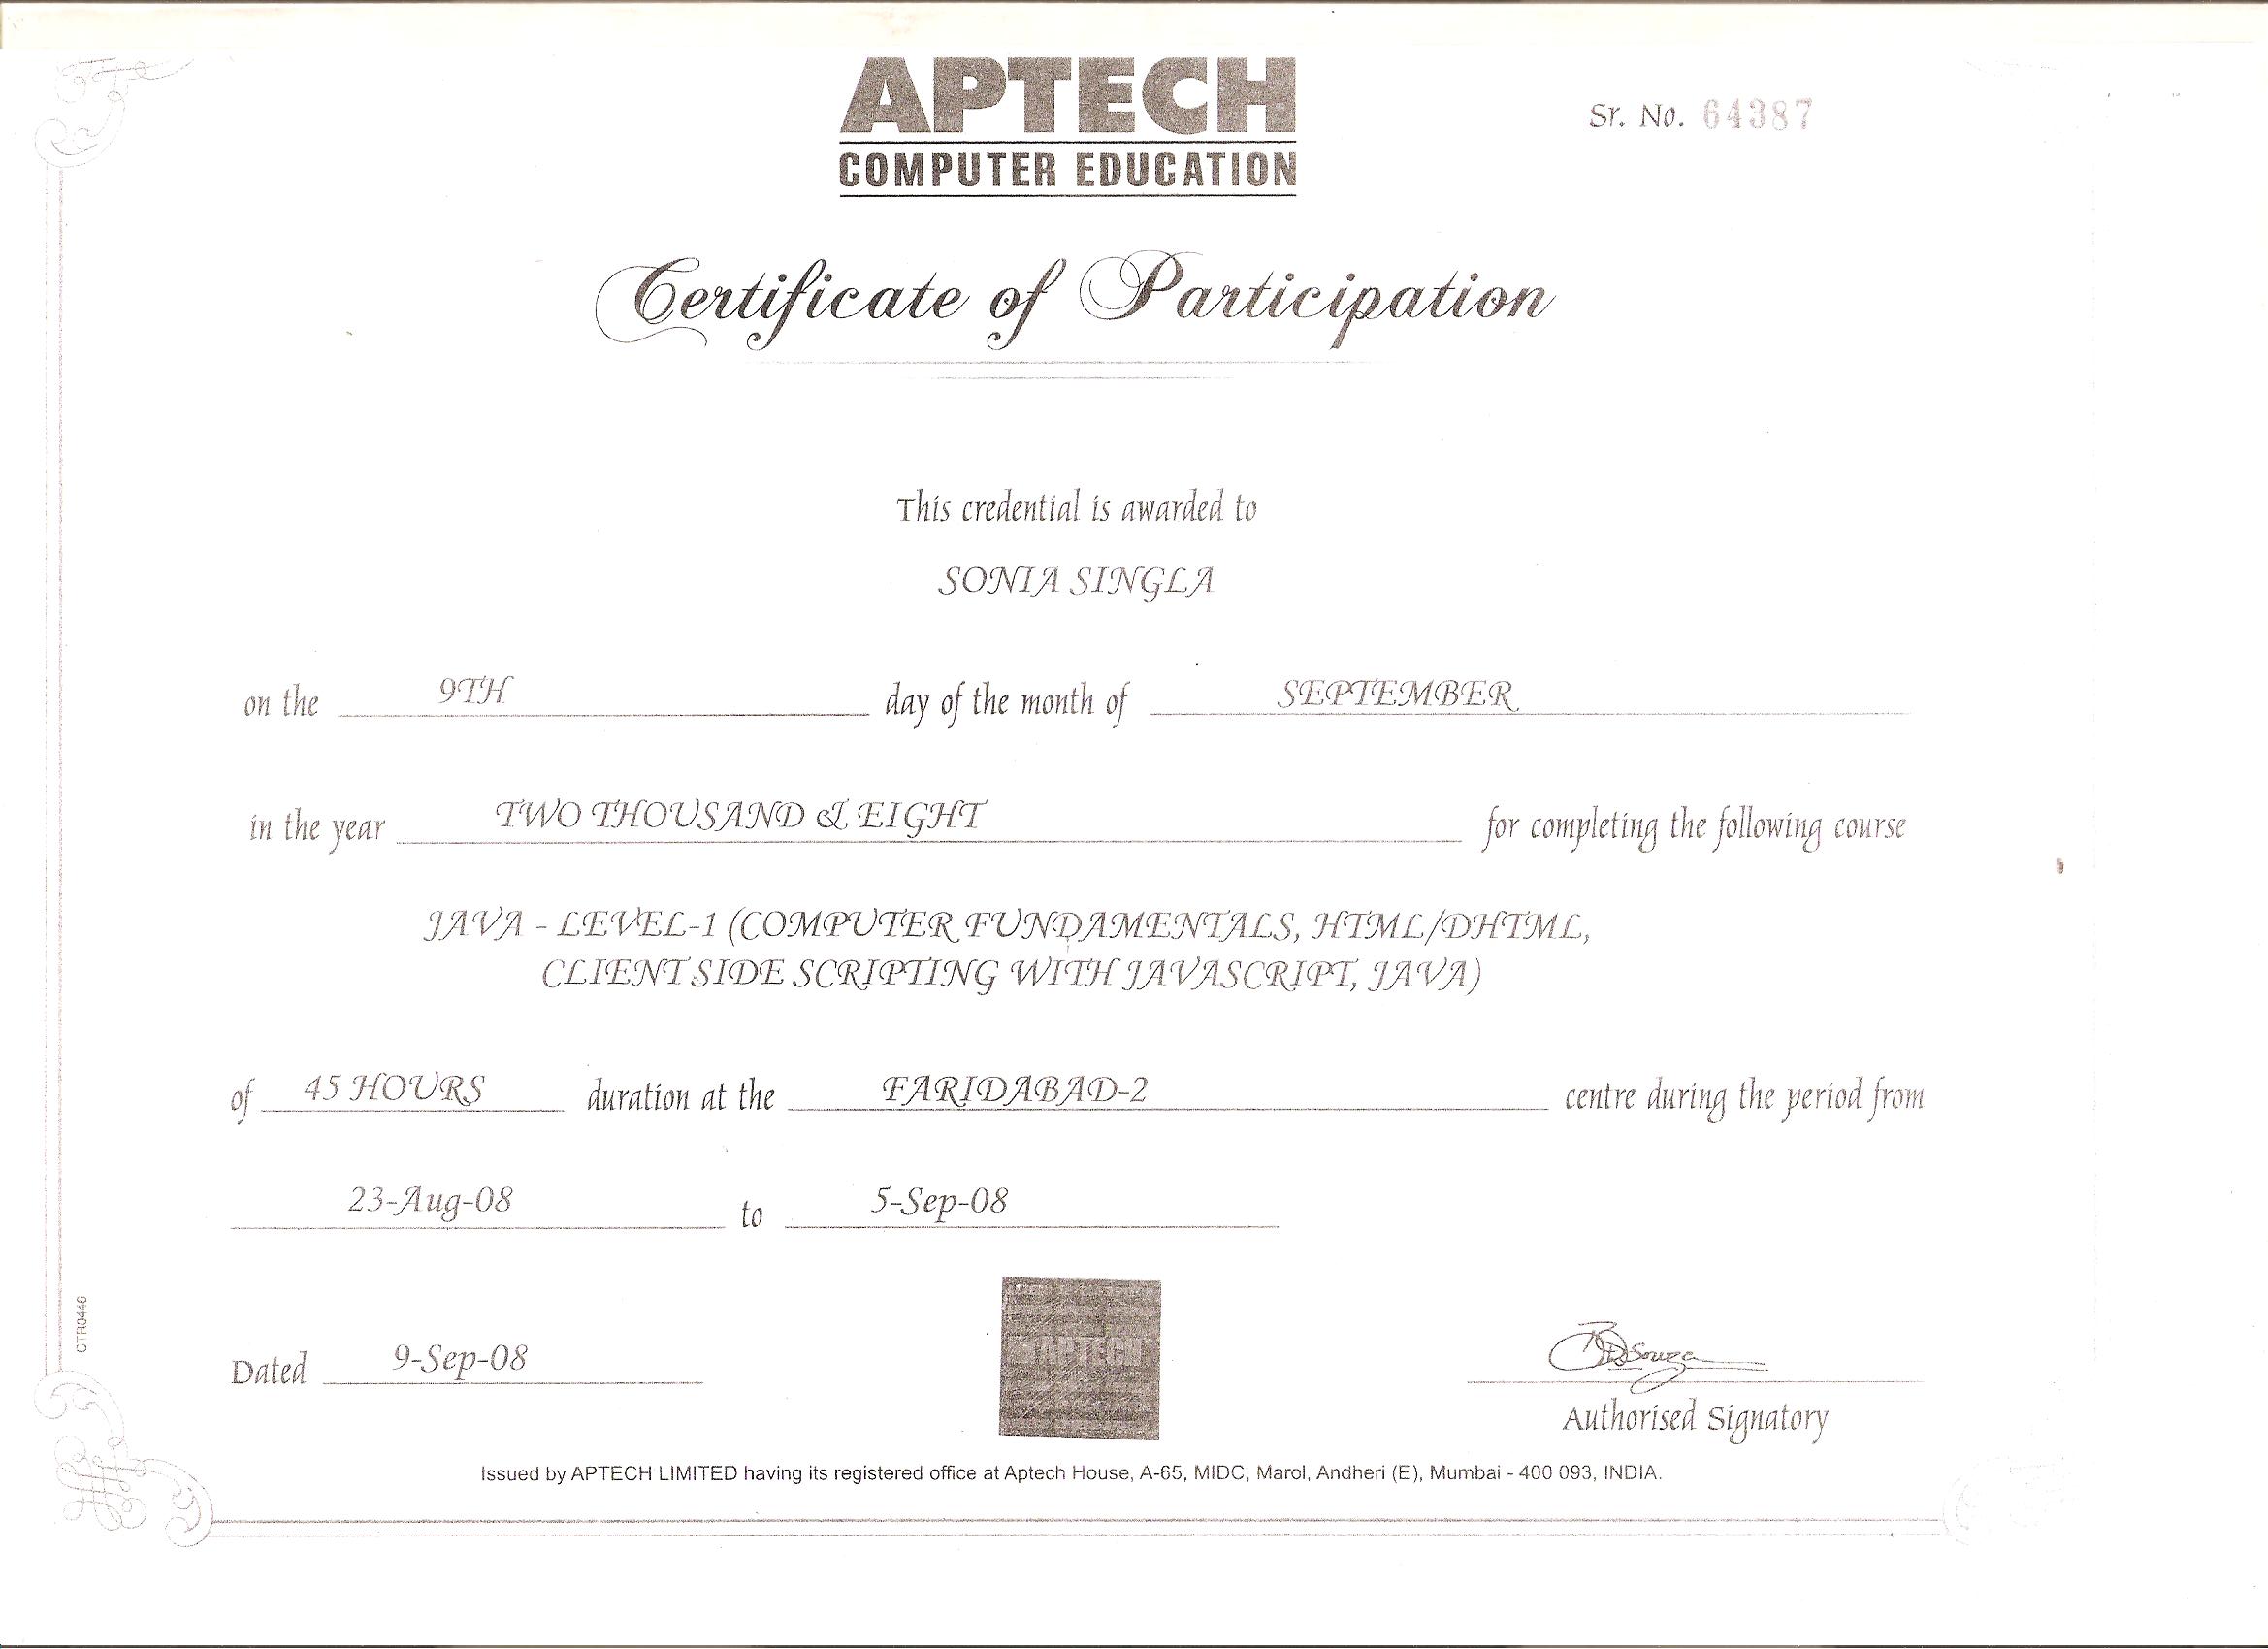 APTECH
COMPUTER EDUCATION
Sr. No. 64387
Certificate of Participation
This credential is awarded to
SONIA SINGLA
on the 9TH day of the month of SEPTEMBER
in the year TWO THOUSAND & EIGHT for completing the following course
JAVA - LEVEL-1 (COMPUTER FUNDAMENTALS, HTML/DHTML,
CLIENT SIDE SCRIPTING WITH JAVASCRIPT, JAVA)
of 45 HOURS duration at the FARIDABAD-2 centre during the period from
23-Aug-08 to 5-Sep-08
CTR0446
APTECH
Dated 9-Sep-08
Authorised Signatory
Issued by APTECH LIMITED having its registered office at Aptech House, A-65, MIDC, Marol, Andheri (E), Mumbai - 400 093, INDIA.